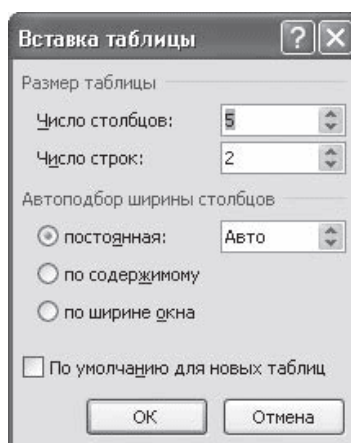 Вставка таблицы
Размер таблицы
Число столбцов: 5
Число строк: 2
Автоподбор ширины столбцов
постоянная: Авто
по содержимому
по ширине окна
По умолчанию для новых таблиц
ОК Отмена